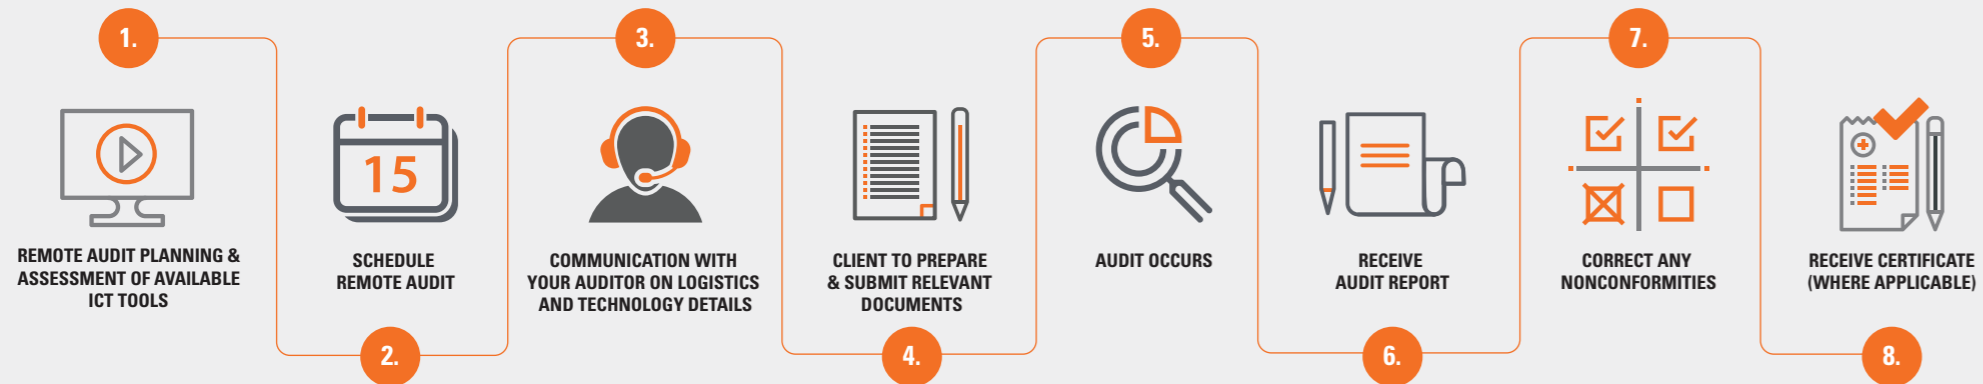 1.
REMOTE AUDIT PLANNING &
ASSESSMENT OF AVAILABLE
ICT TOOLS
15
SCHEDULE
REMOTE AUDIT
2.
3.
COMMUNICATION WITH
YOUR AUDITOR ON LOGISTICS
AND TECHNOLOGY DETAILS
CLIENT TO PREPARE
& SUBMIT RELEVANT
DOCUMENTS
4.
5.
AUDIT OCCURS
RECEIVE
AUDIT REPORT
6.
7.
CORRECT ANY
NONCONFORMITIES
RECEIVE CERTIFICATE
(WHERE APPLICABLE)
8.